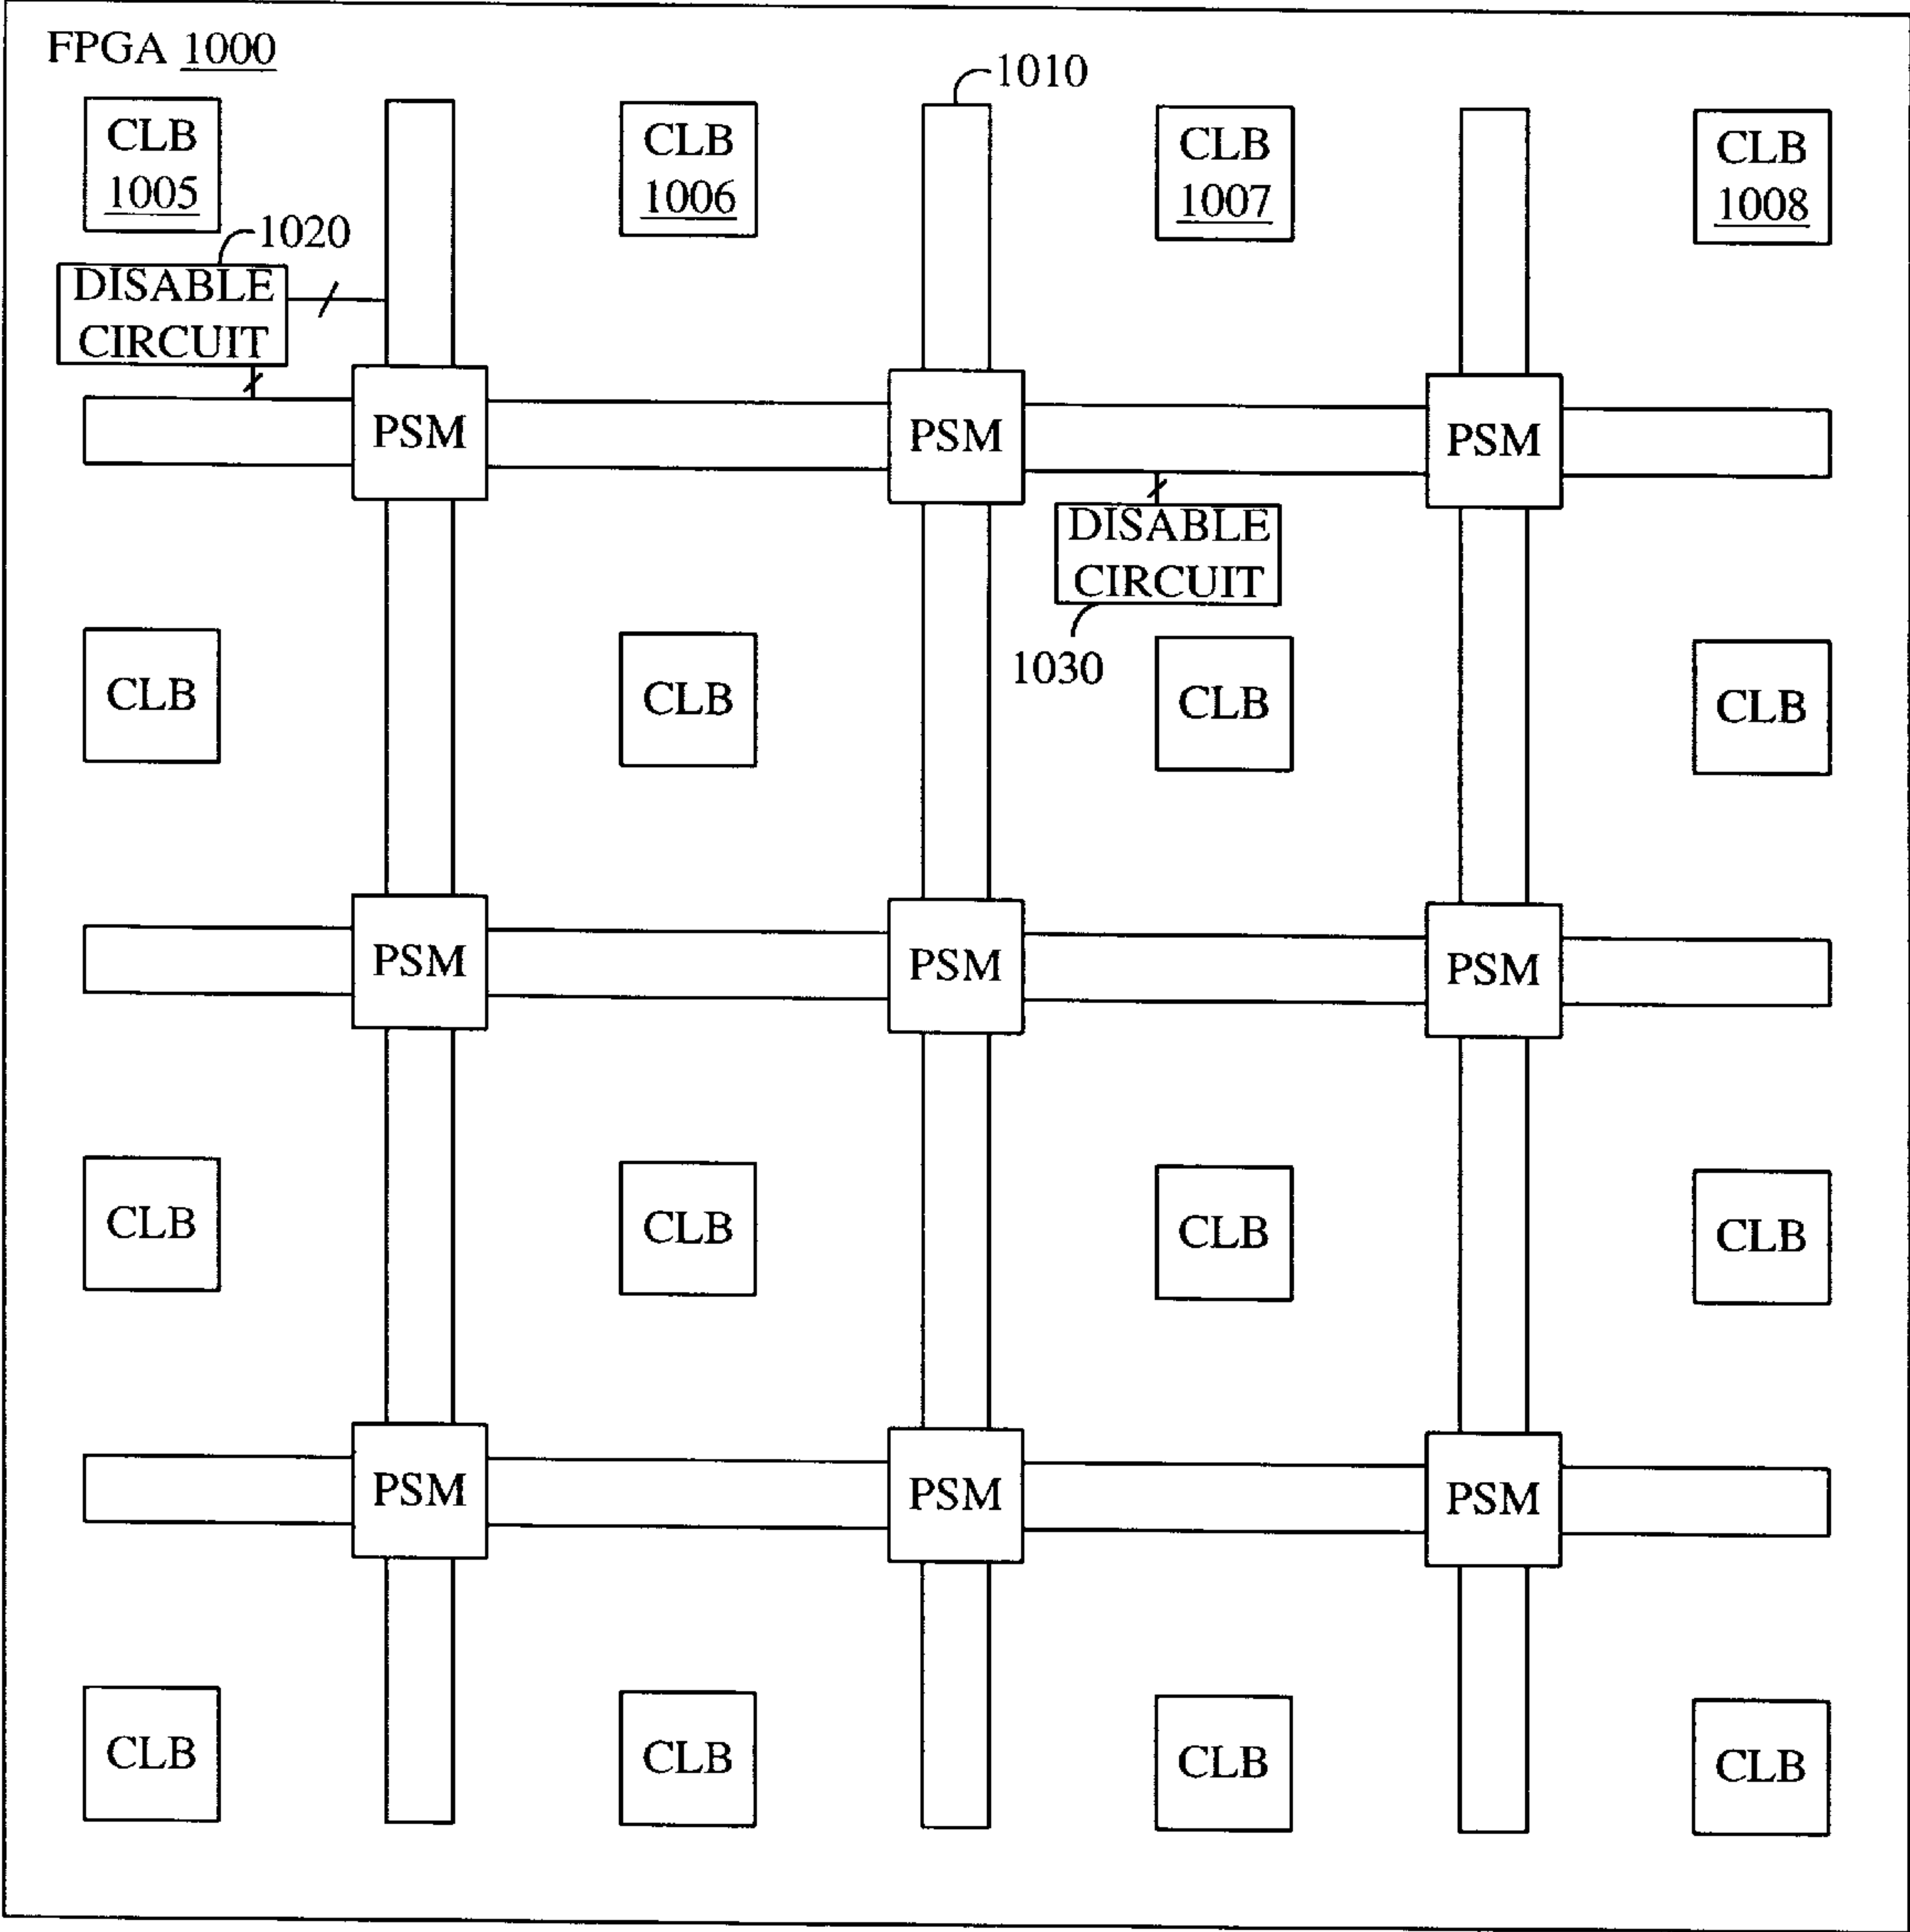 FPGA 1000
1010
CLB
1005
CLB
1006
CLB
1007
CLB
1008
1020
DISABLE
CIRCUIT
PSM
PSM
PSM
DISABLE
CIRCUIT
1030
CLB
CLB
CLB
CLB
PSM
PSM
PSM
CLB
CLB
CLB
CLB
PSM
PSM
PSM
CLB
CLB
CLB
CLB